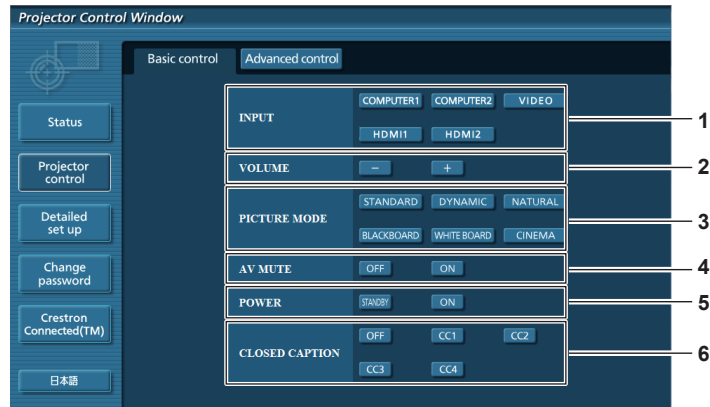 Projector Control Window
Basic control
Advanced control
Status
Projector
control
Detailed
set up
Change
password
Crestron
Connected(TM)
日本語
INPUT
COMPUTER1 COMPUTER2 VIDEO
HDMI1 HDMI2
1
VOLUME
- +
2
PICTURE MODE
STANDARD DYNAMIC NATURAL
BLACKBOARD WHITE BOARD CINEMA
3
AV MUTE
OFF ON
4
POWER
STANDBY ON
5
CLOSED CAPTION
OFF CC1 CC2
CC3 CC4
6